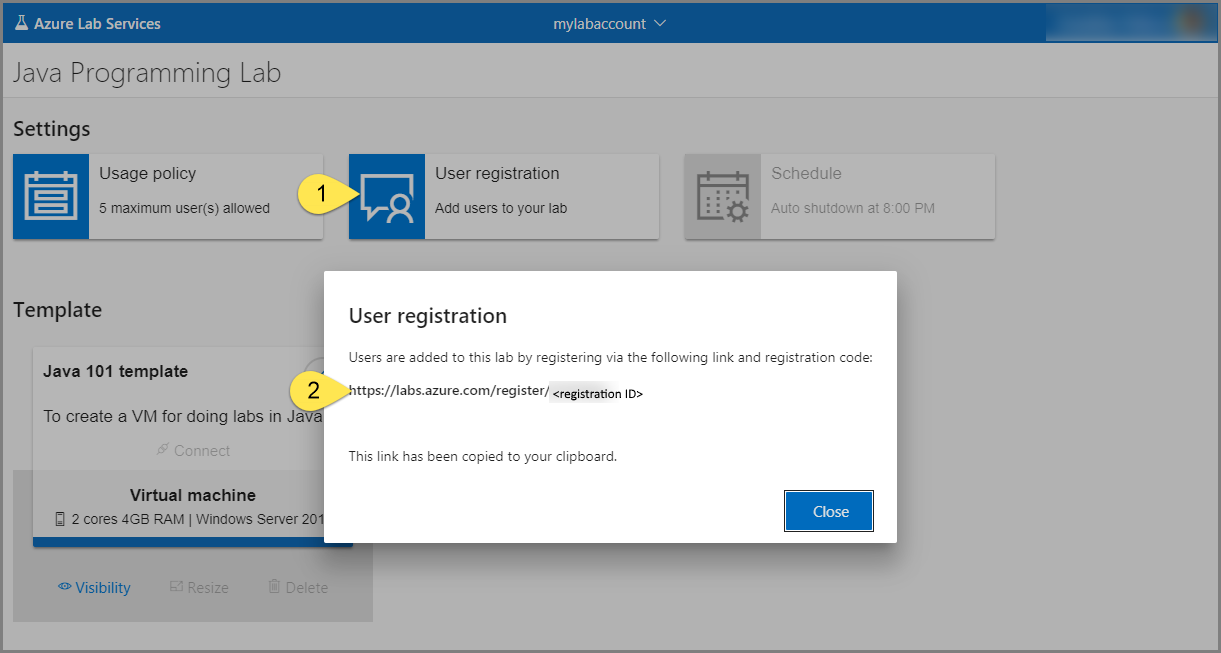 Azure Lab Services
mylabaccount
Java Programming Lab
Settings
Usage policy
5 maximum user(s) allowed
1
User registration
Add users to your lab
Schedule
Auto shutdown at 8:00 PM
Template
Java 101 template
To create a VM for doing labs in Java
Connect
Virtual machine
2 cores 4GB RAM | Windows Server 201
Visibility
Resize
Delete
User registration
Users are added to this lab by registering via the following link and registration code:
2
https://labs.azure.com/register/ <registration ID>
This link has been copied to your clipboard.
Close